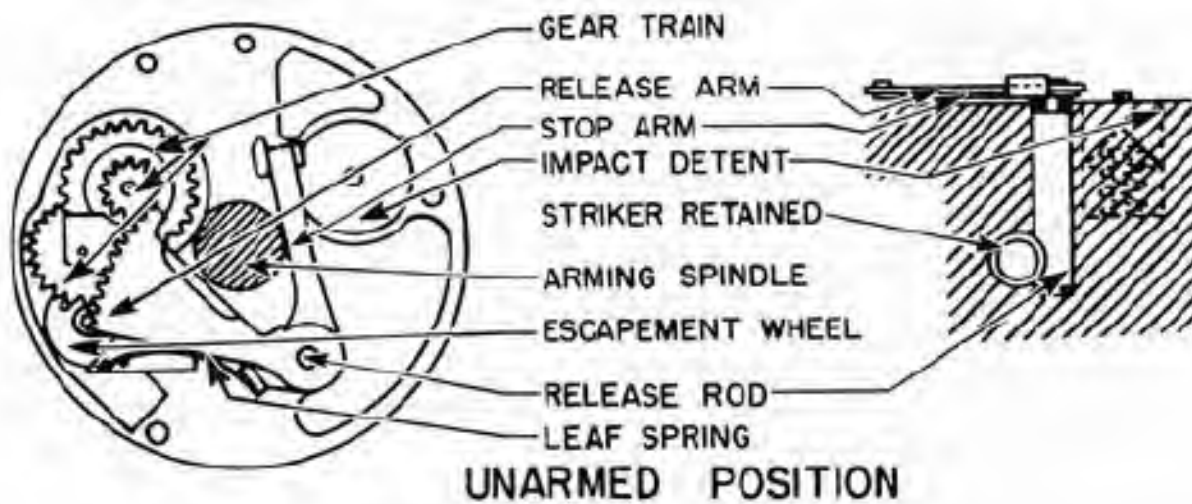 GEAR TRAIN
RELEASE ARM
STOP ARM
IMPACT DETENT
STRIKER RETAINED
ARMING SPINDLE
ESCAPEMENT WHEEL
RELEASE ROD
LEAF SPRING
UNARMED POSITION